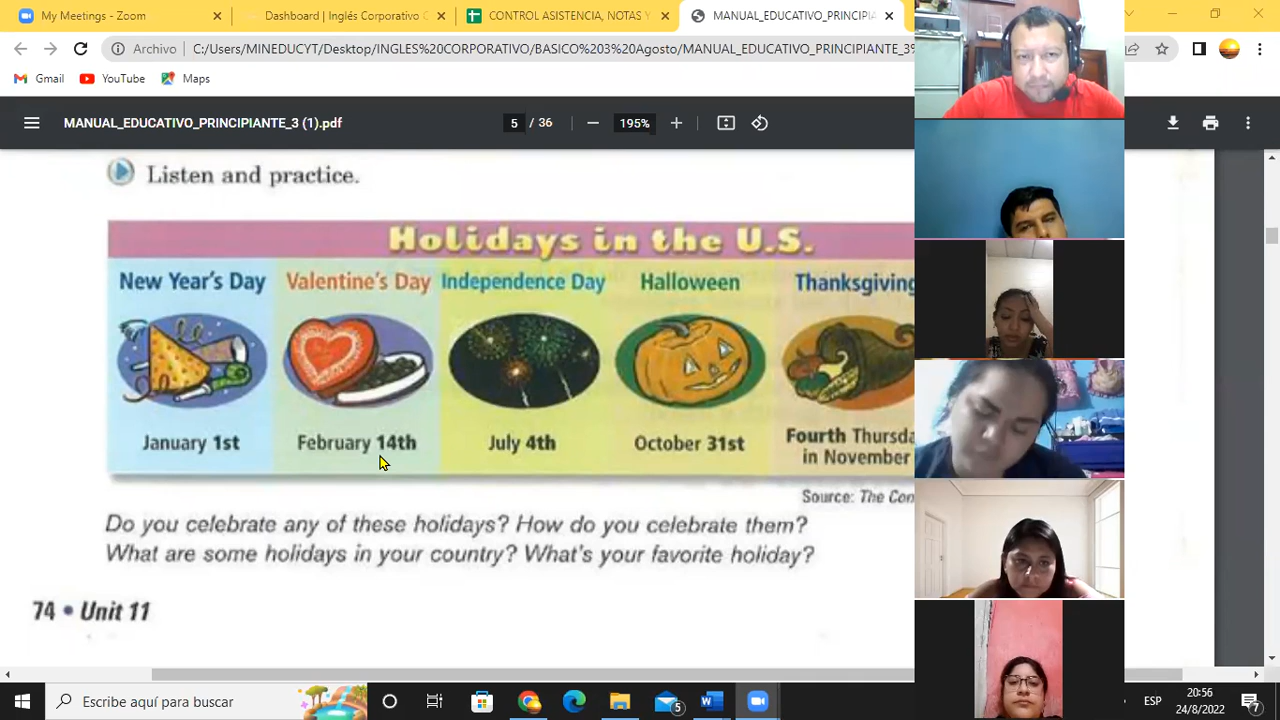 My Meetings - Zoom
Dashboard | Inglés Corporativo C
CONTROL ASISTENCIA, NOTAS
MANUAL_EDUCATIVO_PRINCIPIA
Archivo
C:/Users/MINEDUCYT/Desktop/INGLES%20CORPORATIVO/BASICO%203%20Agosto/MANUAL_EDUCATIVO_PRINCIPIANTE_3%
Gmail
YouTube
Maps
MANUAL_EDUCATIVO_PRINCIPIANTE_3 (1).pdf
5 / 36
195%
Listen and practice.
Holidays in the U.S.
New Year's Day Valentine's Day Independence Day Halloween Thanksgiving
January 1st February 14th July 4th October 31st Fourth Thursda
in November
Source: The Con
Do you celebrate any of these holidays? How do you celebrate them?
What are some holidays in your country? What's your favorite holiday?
74 • Unit 11
Escribe aquí para buscar
5
ESP
20:56
24/8/2022
7